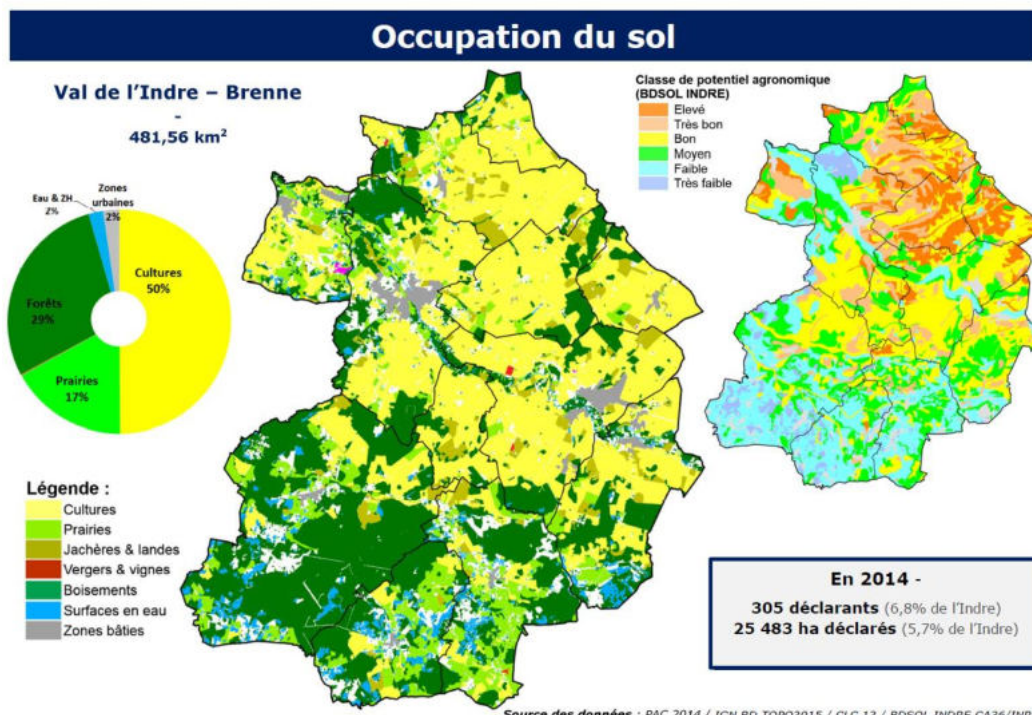 Occupation du sol
Val de l'Indre – Brenne
-
481,56 km²
Classe de potentiel agronomique
(BDSOL INDRE)
Elevé
Très bon
Bon
Moyen
Faible
Très faible
Eau & ZH
2%
Zones
urbaines
2%
Cultures
50%
Forêts
29%
Prairies
17%
Légende :
Cultures
Prairies
Jachères & landes
Vergers & vignes
Boisements
Surfaces en eau
Zones bâties
En 2014 -
305 déclarants (6,8% de l'Indre)
25 483 ha déclarés (5,7% de l'Indre)
Source des données : PAC 2014 / IGN BD TOPO2015 / CLC 12 / BDSOL INDRE CA36/INR